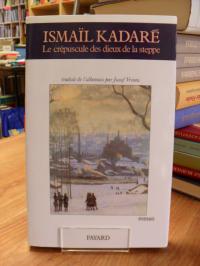 ISMAÏL KADARÉ
Le crépuscule des dieux de la steppe
traduit de l'albanais par Jusuf Vrioni
roman
FAYARD